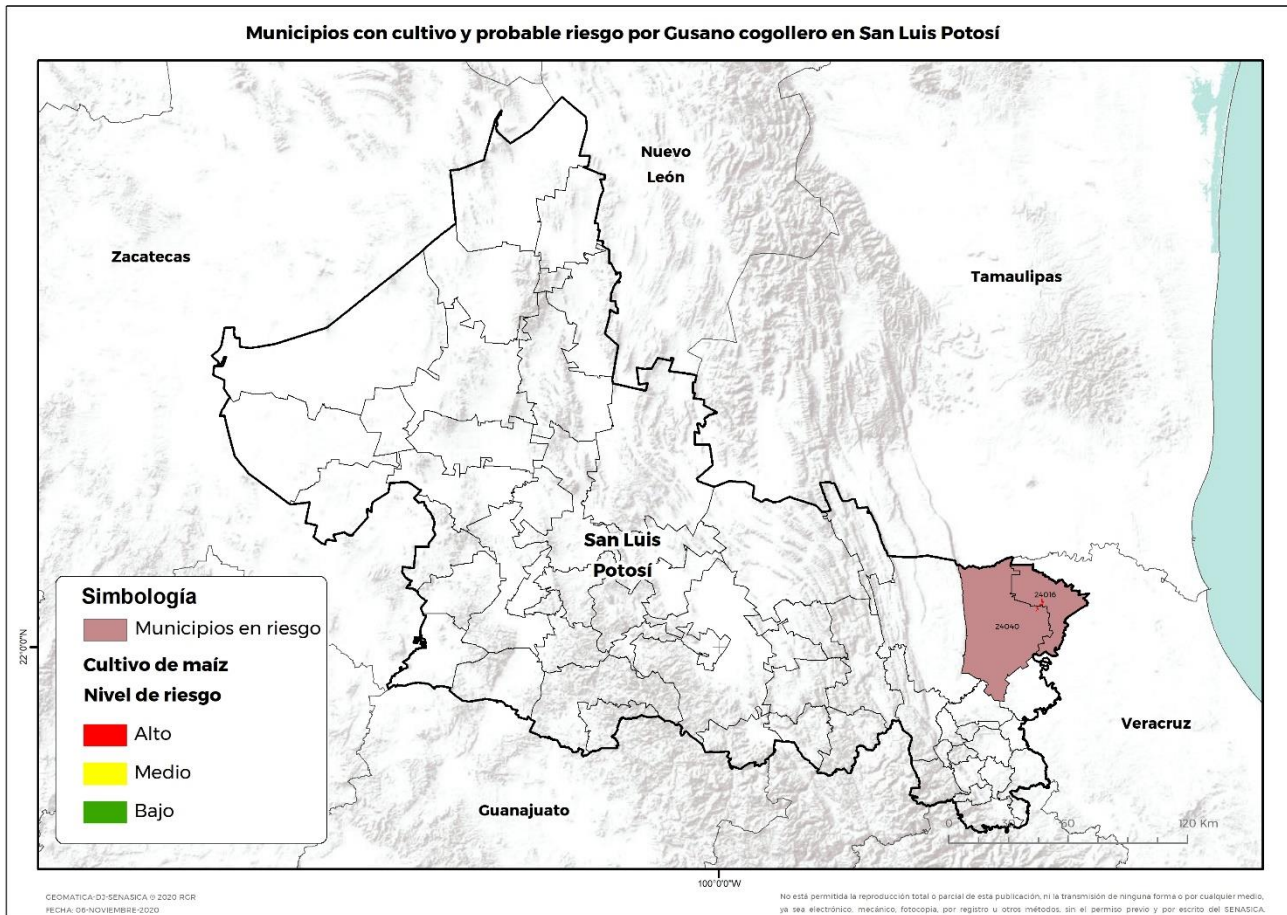 Municipios con cultivo y probable riesgo por Gusano cogollero en San Luis Potosí
Nuevo
León
Zacatecas
Tamaulipas
San Luis
Potosí
24016
24040
22°0'0"N
Simbología
Municipios en riesgo
Cultivo de maíz
Nivel de riesgo
Alto
Medio
Bajo
Veracruz
Guanajuato
0 30 60 120 Km
100°0'0"W
GEOMATICA-DJ-SENASICA © 2020 RCR
FECHA: 06-NOVIEMBRE-2020
No está permitida la reproducción total o parcial de esta publicación, ni la transmisión de ninguna forma o por cualquier medio,
ya sea electrónico, mecánico, fotocopia, por registro u otros métodos, sin el permiso previo y por escrito del SENASICA.